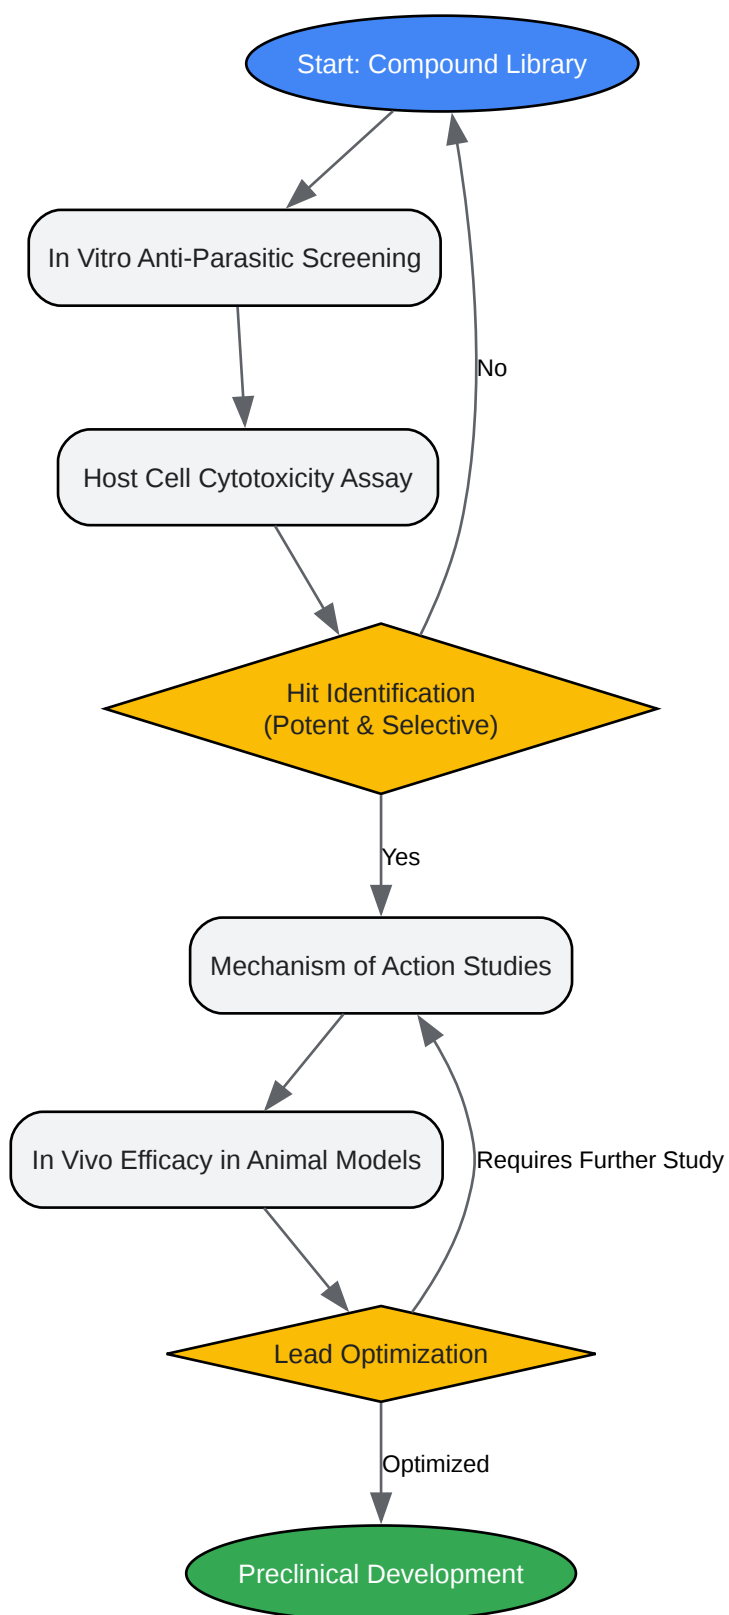 Start: Compound Library
In Vitro Anti-Parasitic Screening
No
Host Cell Cytotoxicity Assay
Hit Identification
(Potent & Selective)
Yes
Mechanism of Action Studies
In Vivo Efficacy in Animal Models
Requires Further Study
Lead Optimization
Optimized
Preclinical Development